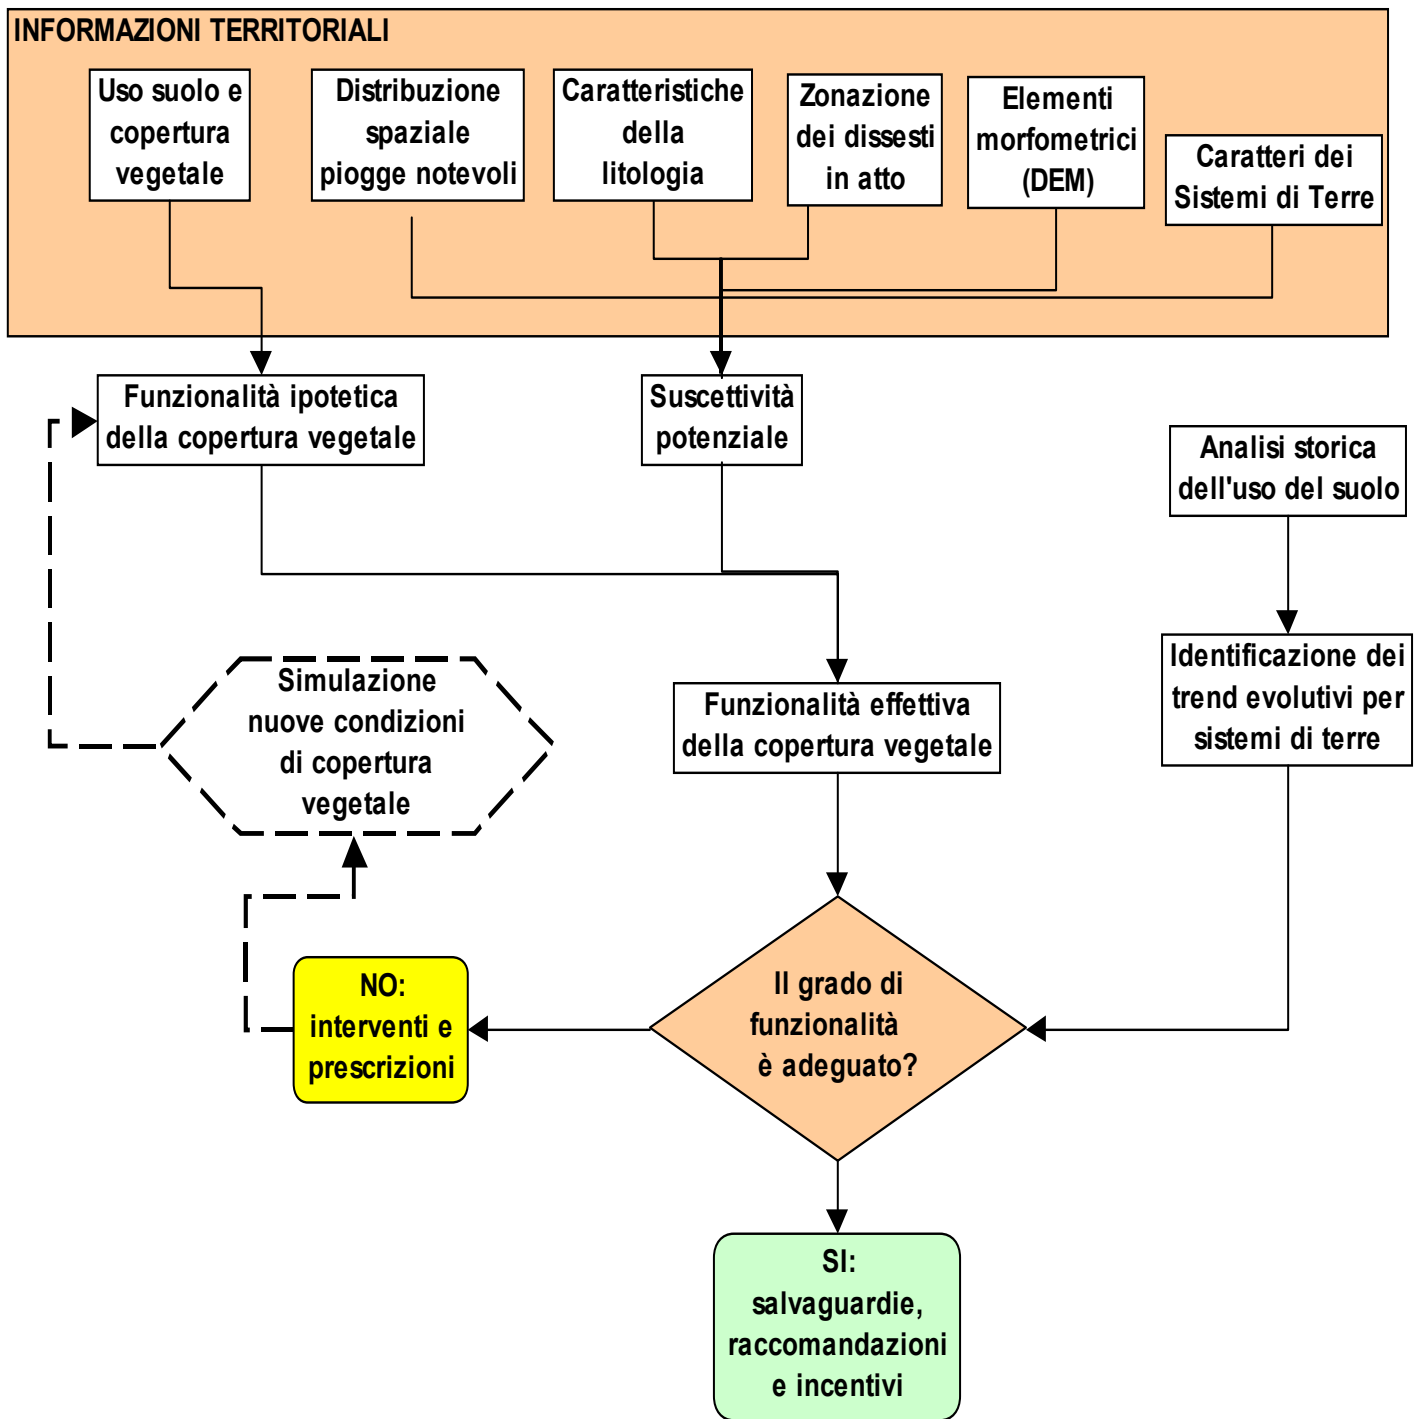 INFORMAZIONI TERRITORIALI
Uso suolo e
copertura
vegetale
Distribuzione
spaziale
piogge notevoli
Caratteristiche
della
litologia
Zonazione
dei dissesti
in atto
Elementi
morfometrici
(DEM)
Caratteri dei
Sistemi di Terre
Funzionalità ipotetica
della copertura vegetale
Suscettività
potenziale
Analisi storica
dell'uso del suolo
Simulazione
nuove condizioni
di copertura
vegetale
Funzionalità effettiva
della copertura vegetale
Identificazione dei
trend evolutivi per
sistemi di terre
NO:
interventi e
prescrizioni
Il grado di
funzionalità
è adeguato?
SI:
salvaguardie,
raccomandazioni
e incentivi